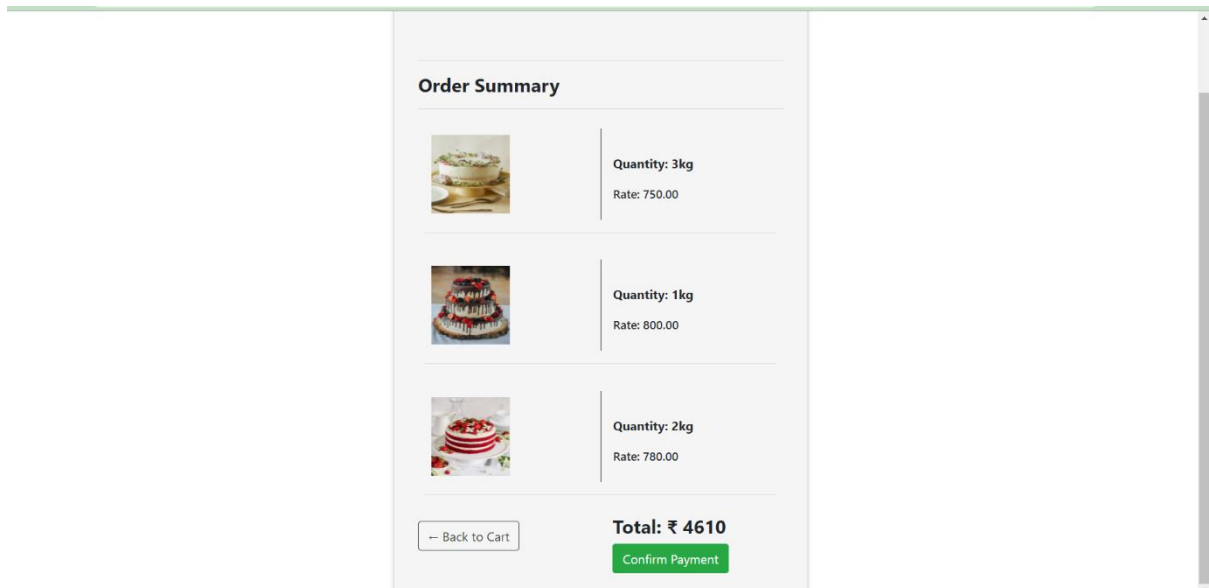 Order Summary
Quantity: 3kg
Rate: 750.00
Quantity: 1kg
Rate: 800.00
Quantity: 2kg
Rate: 780.00
← Back to Cart
Total: ₹ 4610
Confirm Payment